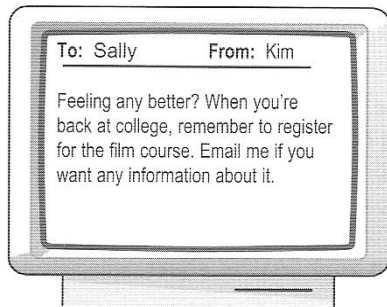 To: Sally From: Kim
Feeling any better? When you're
back at college, remember to register
for the film course. Email me if you
want any information about it.